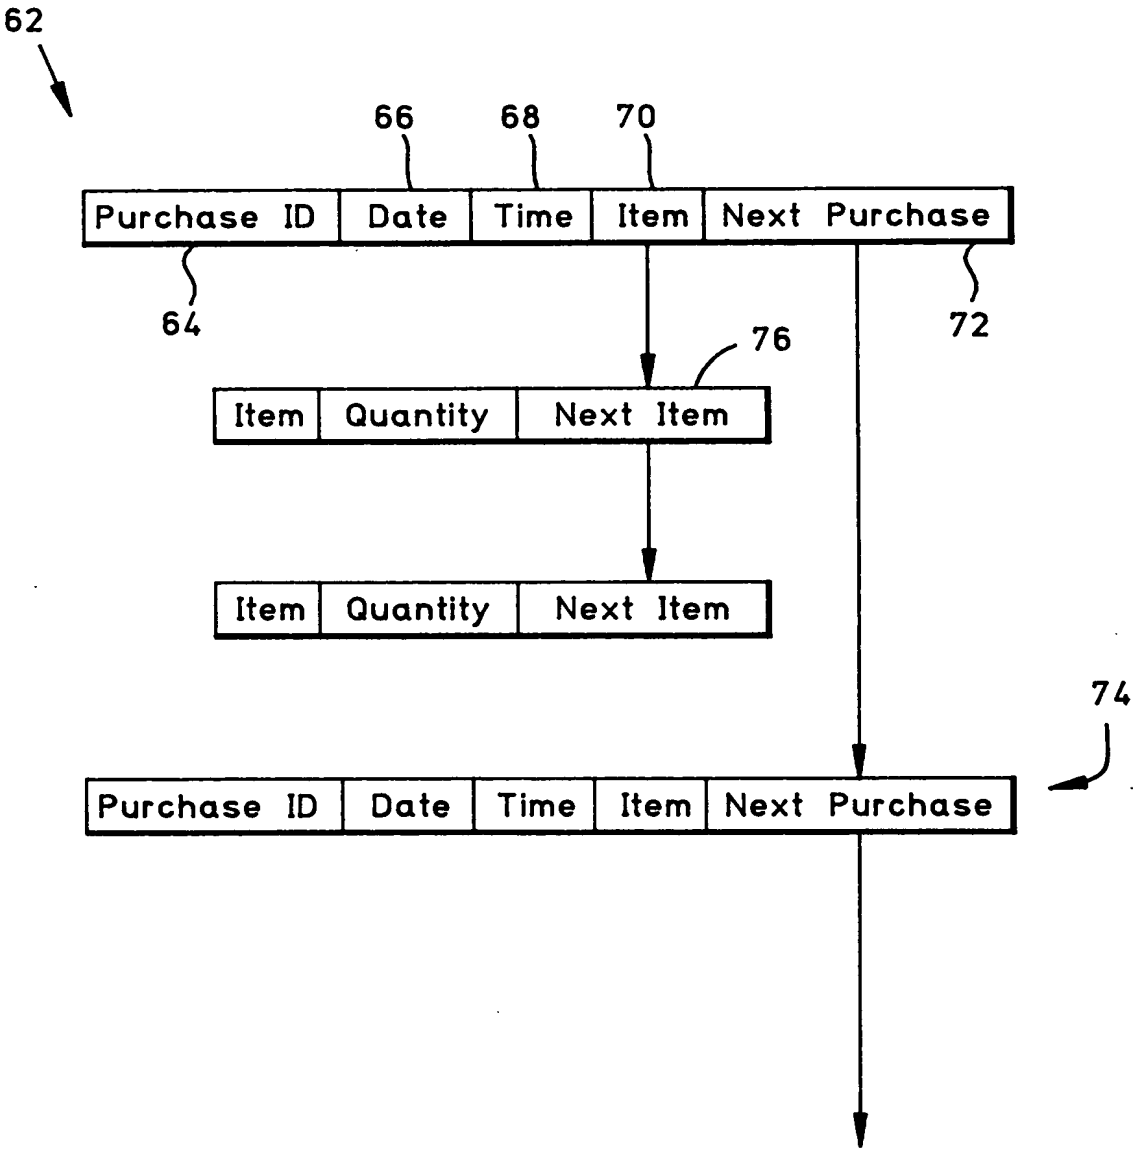 62
66 68 70
Purchase ID Date Time Item Next Purchase
64 72
76
Item Quantity Next Item
Item Quantity Next Item
74
Purchase ID Date Time Item Next Purchase